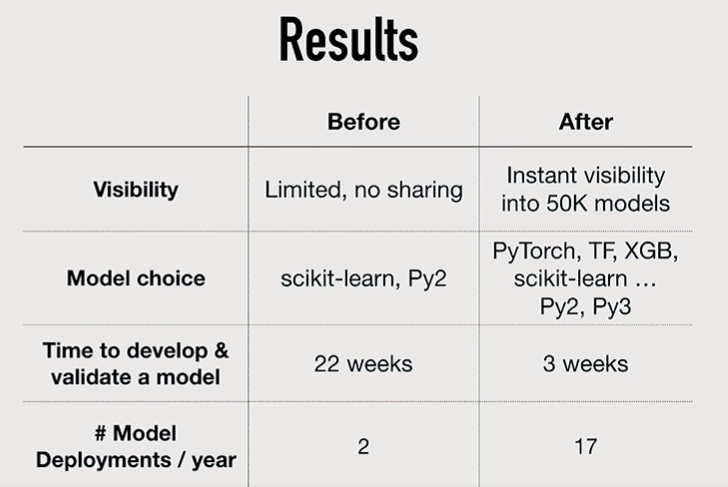 Results
Before
After
Visibility
Limited, no sharing
Instant visibility
into 50K models
Model choice
scikit-learn, Py2
PyTorch, TF, XGB,
scikit-learn ...
Py2, Py3
Time to develop &
validate a model
22 weeks
3 weeks
# Model
Deployments / year
2
17